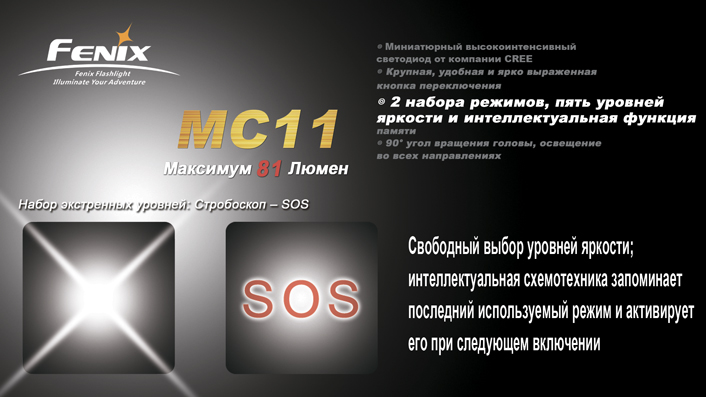 FENIX
Fenix Flashlight
Illuminate Your Adventure
MC11
Максимум 81 Люмен
• Миниатюрный высокоинтенсивный
светодиод от компании CREE
• Крупная, удобная и ярко выраженная
кнопка переключения
◎ 2 набора режимов, пять уровней
яркости и интеллектуальная функция
памяти
• 90° угол вращения головы, освещение
во всех направлениях
Набор экстренных уровней: Стробоскоп – SOS
SOS
Свободный выбор уровней яркости;
интеллектуальная схемотехника запоминает
последний используемый режим и активирует
его при следующем включении